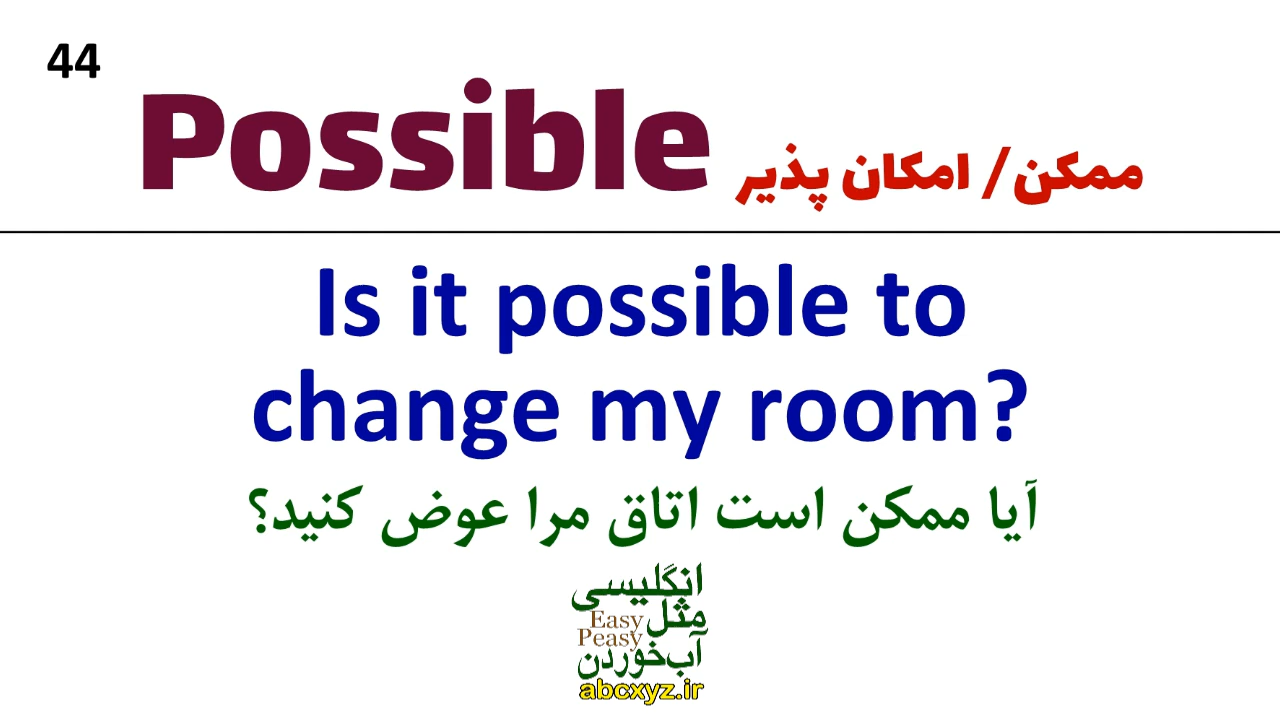 44
Possible ممکن/ امکان پذیر
Is it possible to
change my room?
آیا ممکن است اتاق مرا عوض کنید؟
انگلیسی
مثل Easy
Peasy
آب‌خوردن
abcxyz.ir